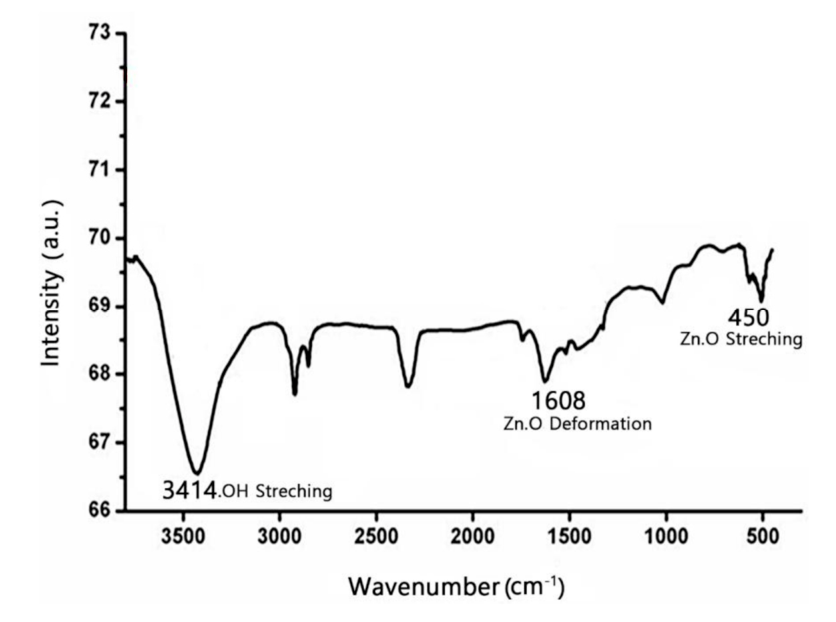 73
72
71
70
69
68
67
66
Intensity (a.u.)
450
Zn.O Streching
1608
Zn.O Deformation
3414.OH Streching
3500 3000 2500 2000 1500 1000 500
Wavenumber (cm⁻¹)